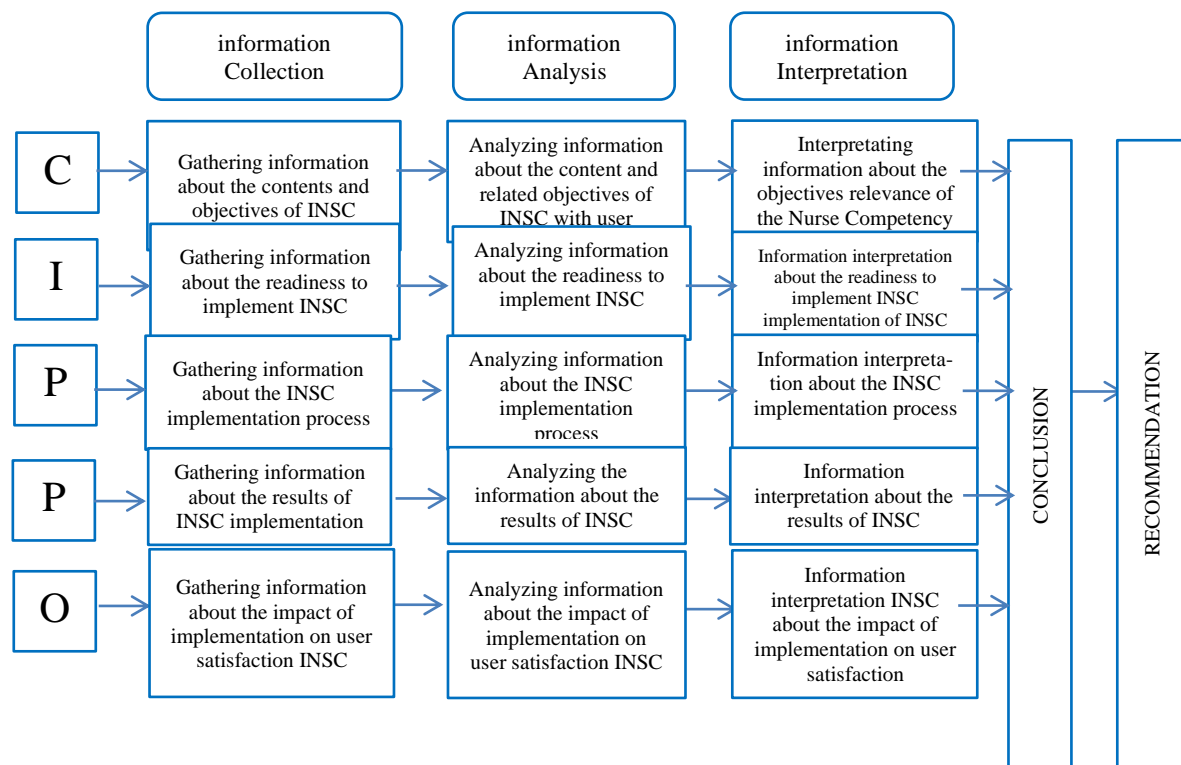 information
Collection
information
Analysis
information
Interpretation
C
Gathering information
about the contents and
objectives of INSC
Analyzing information
about the content and
related objectives of
INSC with user
Interpretating
information about the
objectives relevance of
the Nurse Competency
I
Gathering information
about the readiness to
implement INSC
Analyzing information
about the readiness to
implement INSC
Information interpretation
about the readiness to
implement INSC
implementation of INSC
P
Gathering information
about the INSC
implementation process
Analyzing information
about the INSC
implementation
process
Information interpreta-
tion about the INSC
implementation process
P
Gathering information
about the results of
INSC implementation
Analyzing the
information about the
results of INSC
Information
interpretation about the
results of INSC
O
Gathering information
about the impact of
implementation on user
satisfaction INSC
Analyzing information
about the impact of
implementation on
user satisfaction INSC
Information
interpretation INSC
about the impact of
implementation on user
satisfaction
CONCLUSION
RECOMMENDATION